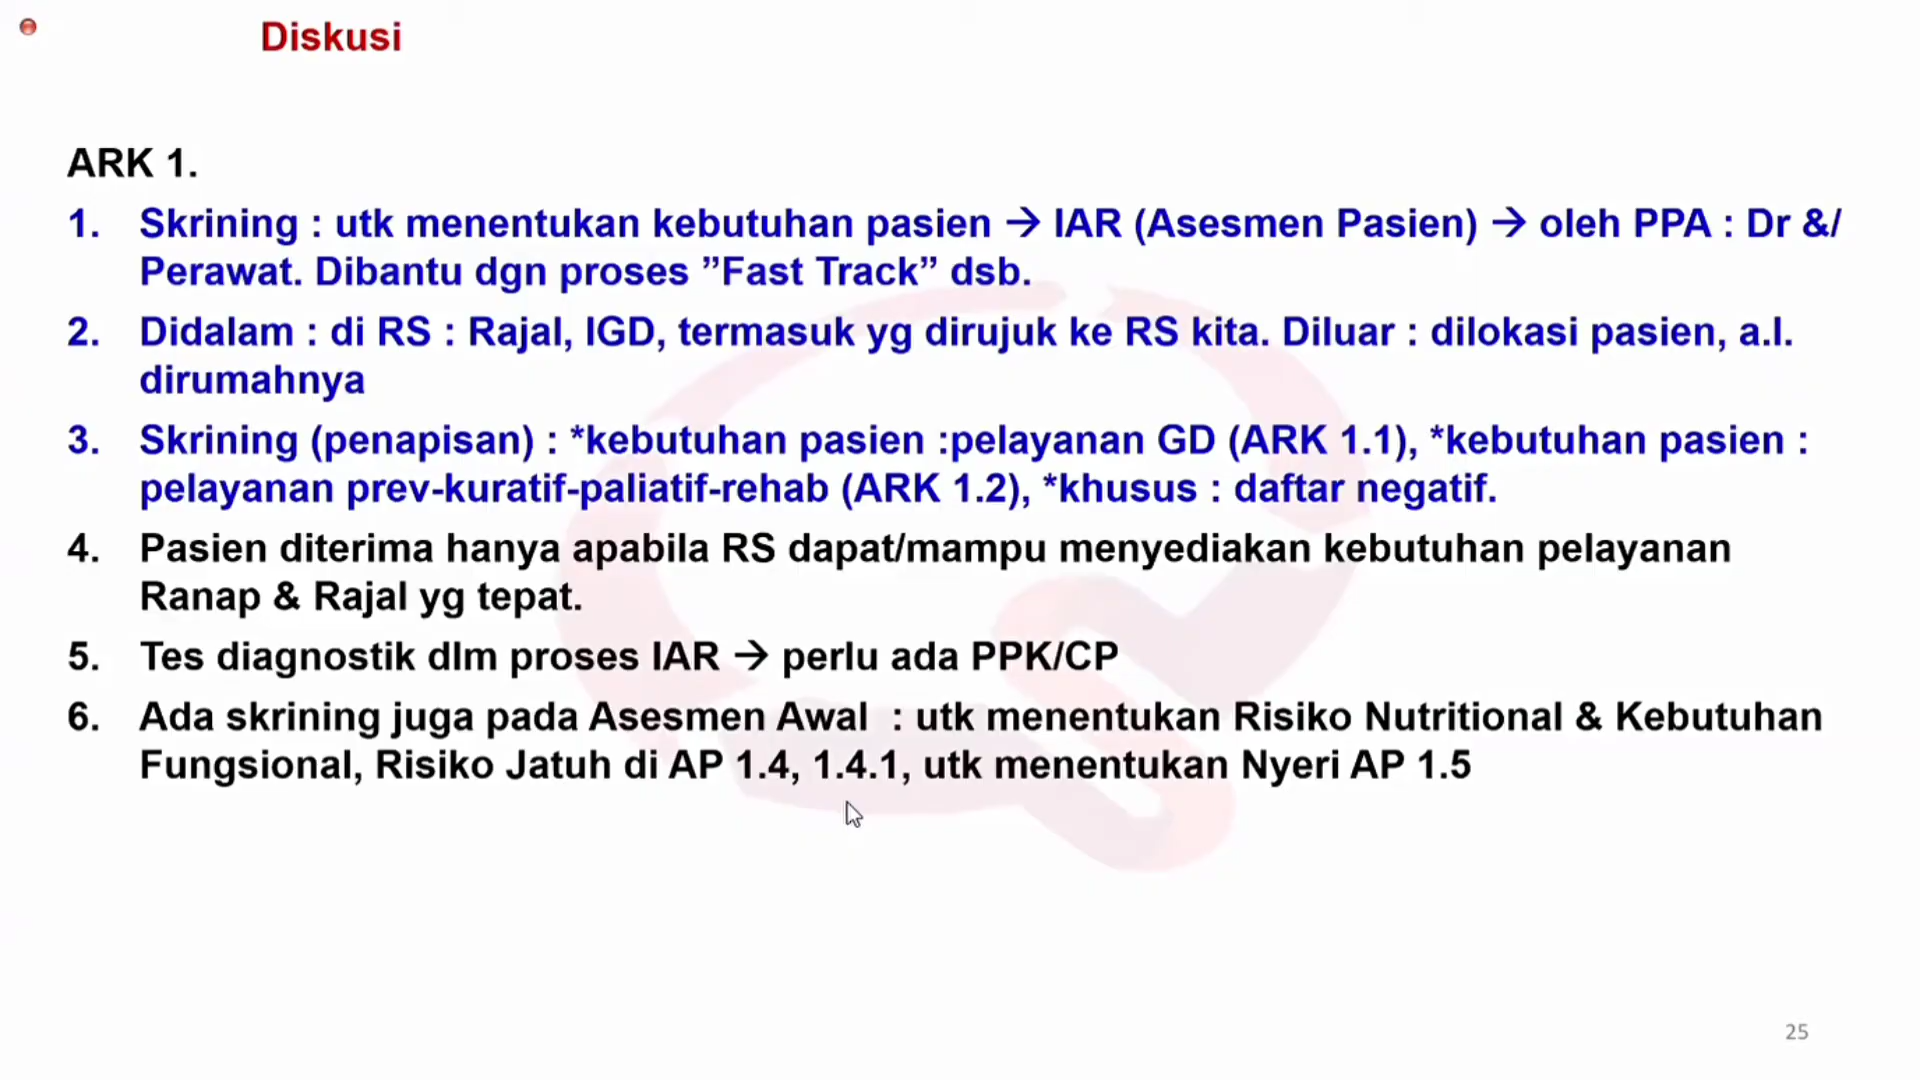 Diskusi
ARK 1.
1. Skrining : utk menentukan kebutuhan pasien → IAR (Asesmen Pasien) → oleh PPA : Dr &/
Perawat. Dibantu dgn proses ”Fast Track” dsb.
2. Didalam : di RS : Rajal, IGD, termasuk yg dirujuk ke RS kita. Diluar : dilokasi pasien, a.l.
dirumahnya
3. Skrining (penapisan) : *kebutuhan pasien :pelayanan GD (ARK 1.1), *kebutuhan pasien :
pelayanan prev-kuratif-paliatif-rehab (ARK 1.2), *khusus : daftar negatif.
4. Pasien diterima hanya apabila RS dapat/mampu menyediakan kebutuhan pelayanan
Ranap & Rajal yg tepat.
5. Tes diagnostik dlm proses IAR → perlu ada PPK/CP
6. Ada skrining juga pada Asesmen Awal : utk menentukan Risiko Nutritional & Kebutuhan
Fungsional, Risiko Jatuh di AP 1.4, 1.4.1, utk menentukan Nyeri AP 1.5
25